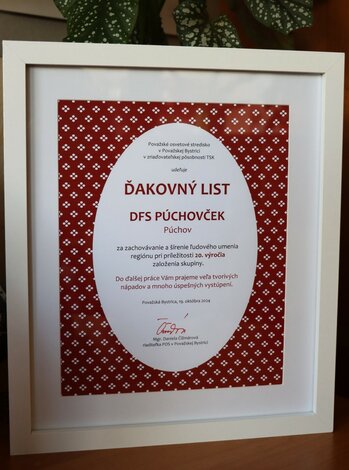 Považské osvetové stredisko
v Považskej Bystrici
v zriaďovateľskej pôsobnosti TSK
udeľuje
ĎAKOVNÝ LIST
DFS PÚCHOVČEK
Púchov
za zachovávanie a šírenie ľudového umenia
regiónu pri príležitosti 20. výročia
založenia skupiny.
Do ďalšej práce Vám prajeme veľa tvorivých
nápadov a mnoho úspešných vystúpení.
Považská Bystrica, 19. októbra 2024
Mgr. Daniela Čižmárová
riaditeľka POS v Považskej Bystrici